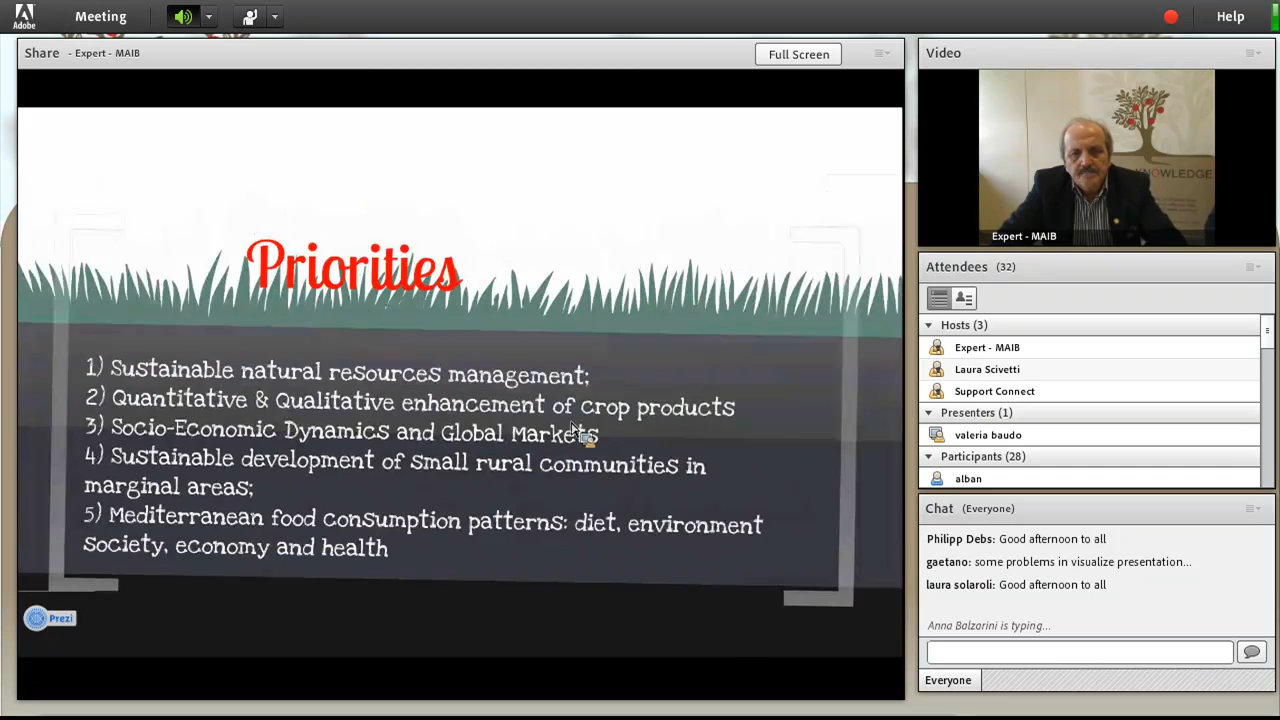 Adobe
Meeting
Help
Share - Expert - MAIB
Full Screen
Priorities
1) Sustainable natural resources management;
2) Quantitative & Qualitative enhancement of crop products
3) Socio-Economic Dynamics and Global Markets
4) Sustainable development of small rural communities in
marginal areas;
5) Mediterranean food consumption patterns: diet, environment
society, economy and health
Prezi
Video
KNOWLEDGE
Expert - MAIB
Attendees (32)
Hosts (3)
Expert - MAIB
Laura Scivetti
Support Connect
Presenters (1)
valeria baudo
Participants (28)
alban
Chat (Everyone)
Philipp Debs: Good afternoon to all
gaetano: some problems in visualize presentation...
laura solaroli: Good afternoon to all
Anna Balzarini is typing...
Everyone